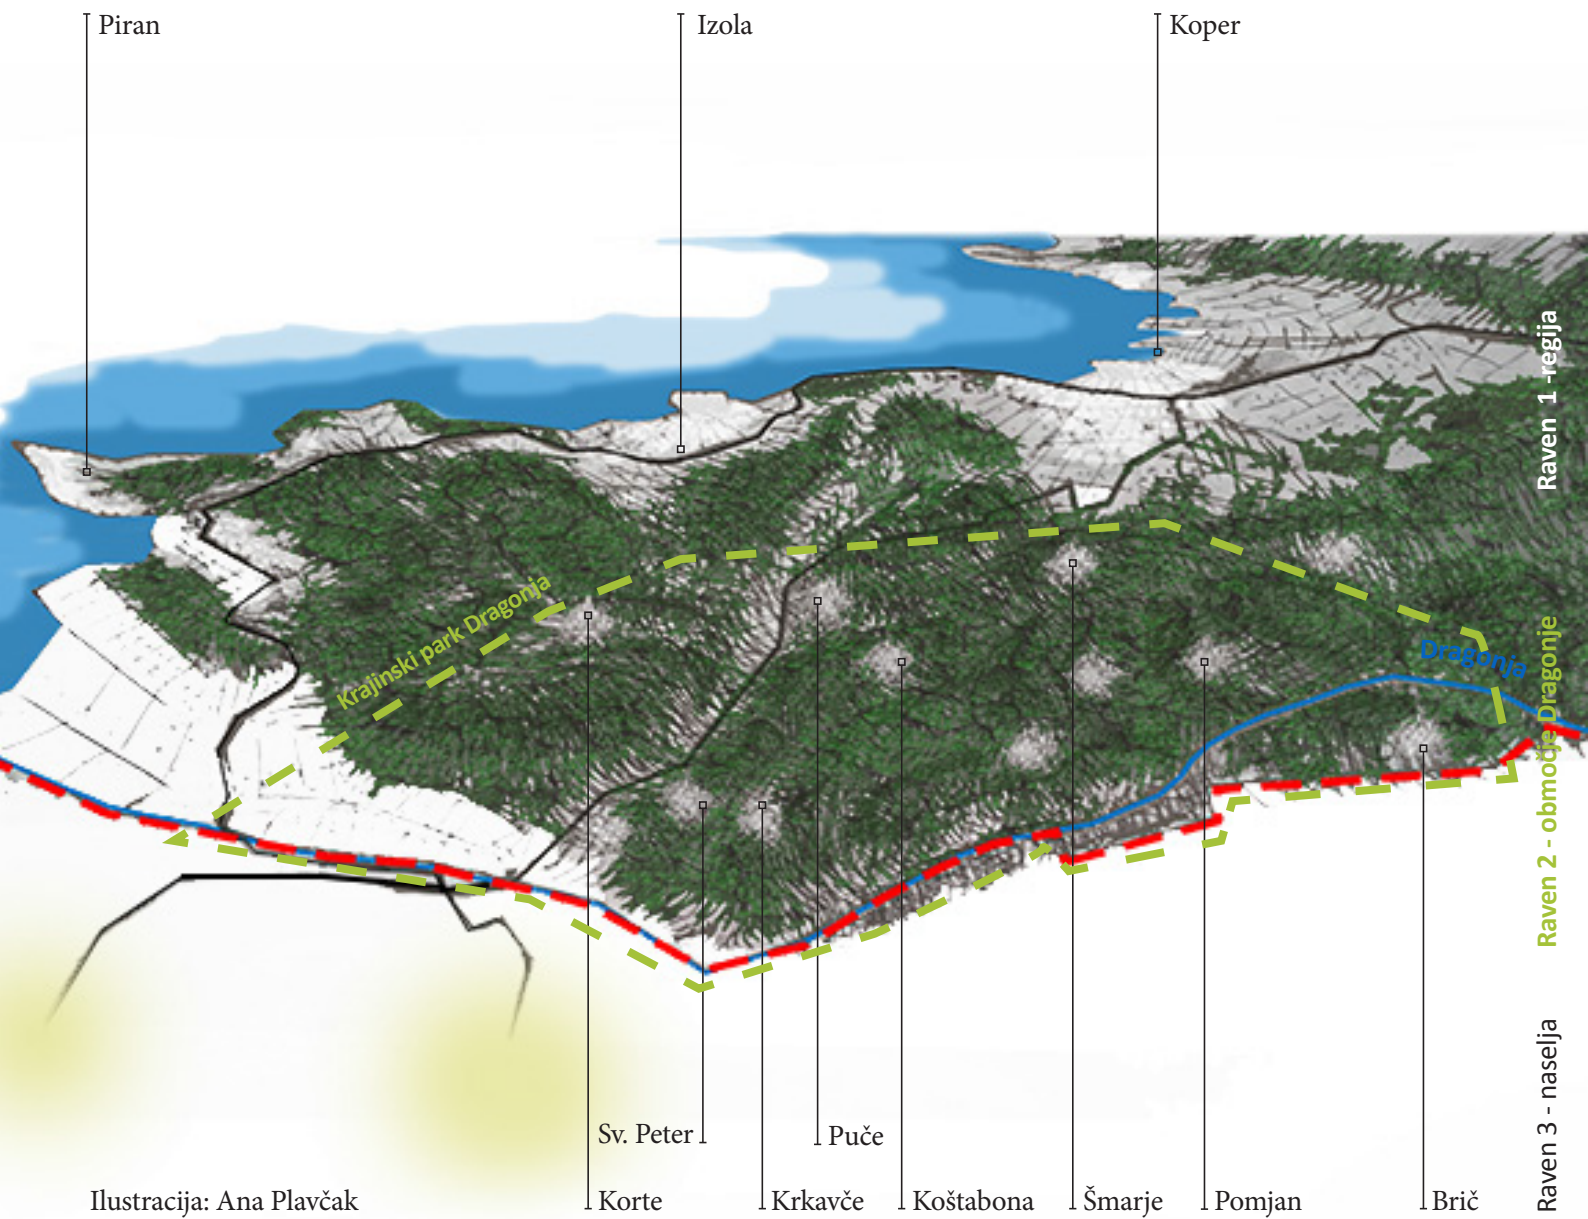 Piran
Izola
Koper
Raven 1 -regija
Krajinski park Dragonja
Dragonja
Raven 2 - območje Dragonje
Raven 3 - naselja
Sv. Peter
Puče
Ilustracija: Ana Plavčak
Korte
Krkavče
Koštabona
Šmarje
Pomjan
Brič